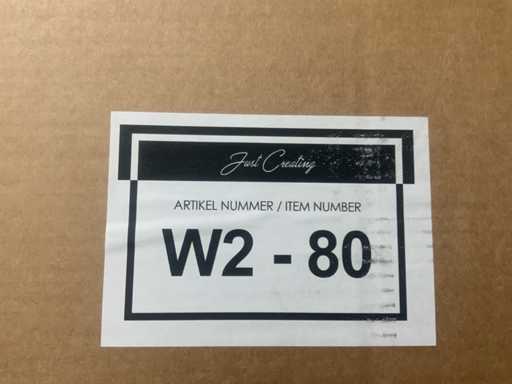 Just Creating
ARTIKEL NUMMER / ITEM NUMBER
W2 - 80